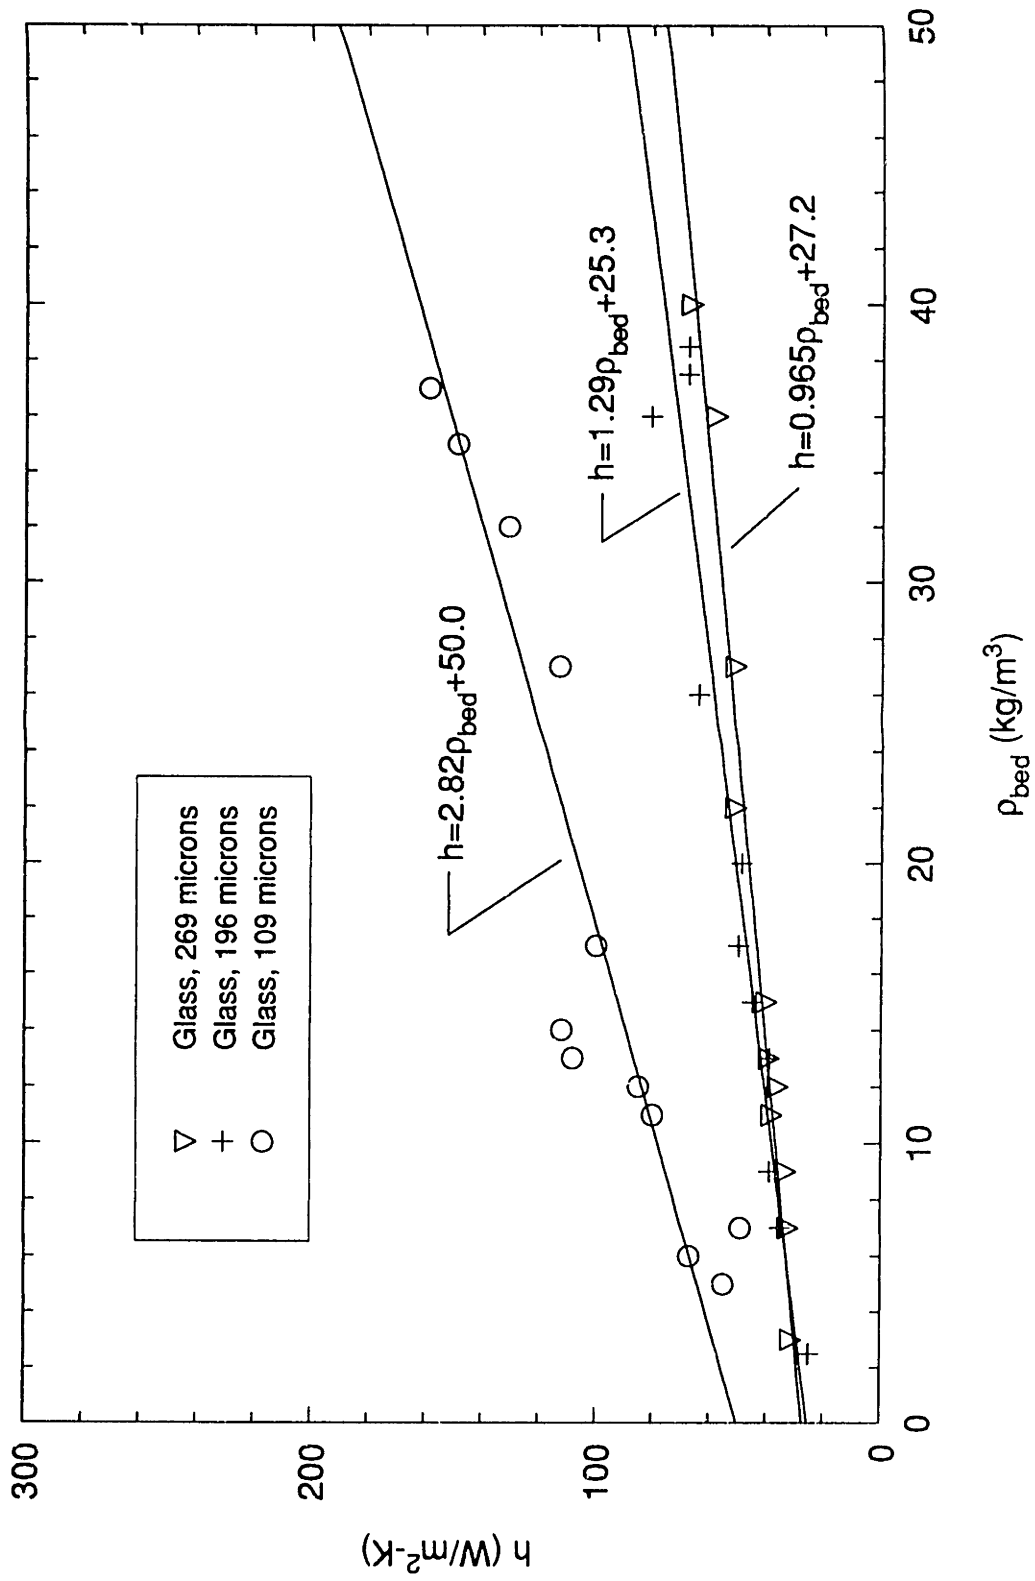 300
200
100
0
h (W/m²-K)
Glass, 269 microns
Glass, 196 microns
Glass, 109 microns
h=2.82ρbed+50.0
h=1.29ρbed+25.3
h=0.965ρbed+27.2
0
10
20
30
40
50
ρbed (kg/m³)